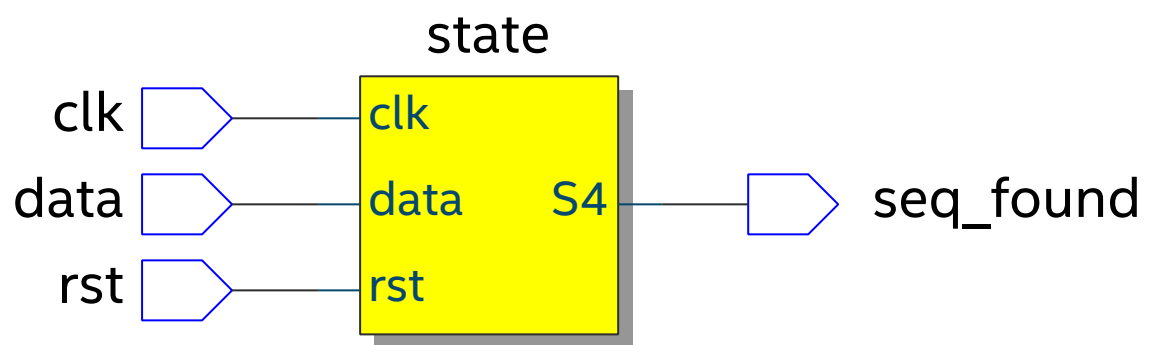 state
clk
clk
data
data
S4
seq_found
rst
rst